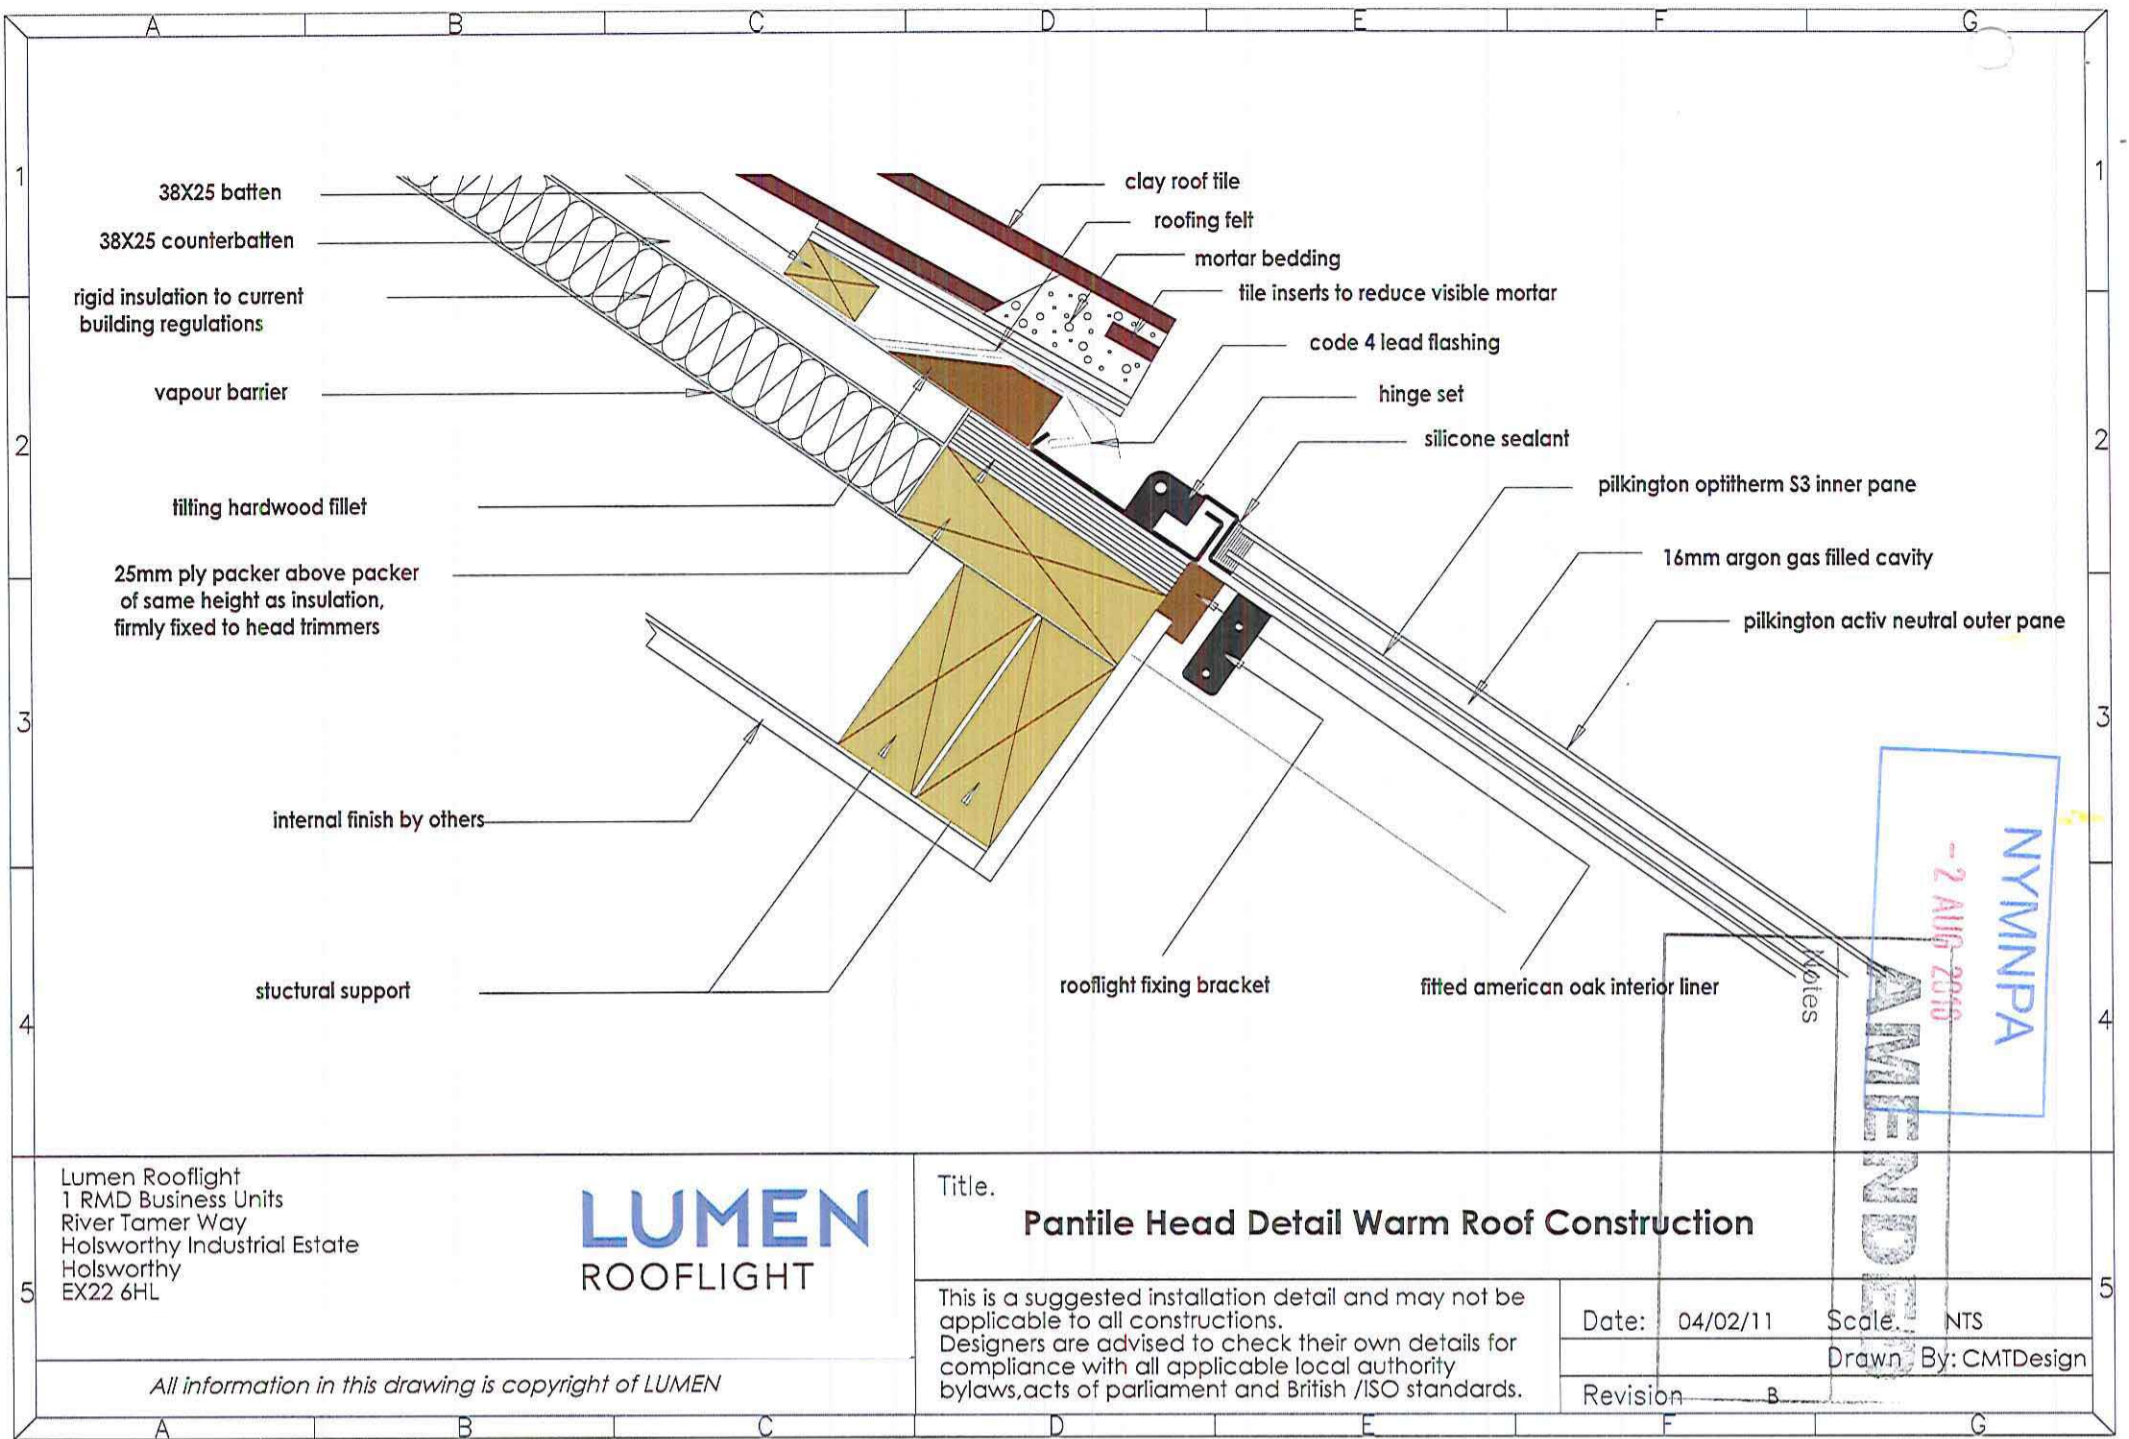 A B C D E F G
1
2
3
4
5
1
2
3
4
5
38X25 batten
38X25 counterbatten
rigid insulation to current
building regulations
vapour barrier
tilting hardwood fillet
25mm ply packer above packer
of same height as insulation,
firmly fixed to head trimmers
internal finish by others
stuctural support
clay roof tile
roofing felt
mortar bedding
tile inserts to reduce visible mortar
code 4 lead flashing
hinge set
silicone sealant
pilkington optitherm S3 inner pane
16mm argon gas filled cavity
pilkington activ neutral outer pane
rooflight fixing bracket
fitted american oak interior liner
NYMNPA
-2 AUG
Notes
AMENDED
Lumen Rooflight
1 RMD Business Units
River Tamer Way
Holsworthy Industrial Estate
Holsworthy
EX22 6HL
LUMEN
ROOFLIGHT
All information in this drawing is copyright of LUMEN
Title.
Pantile Head Detail Warm Roof Construction
This is a suggested installation detail and may not be
applicable to all constructions.
Designers are advised to check their own details for
compliance with all applicable local authority
bylaws,acts of parliament and British /ISO standards.
Date: 04/02/11 Scale. NTS
Drawn By: CMTDesign
Revision B
A B C D E F G